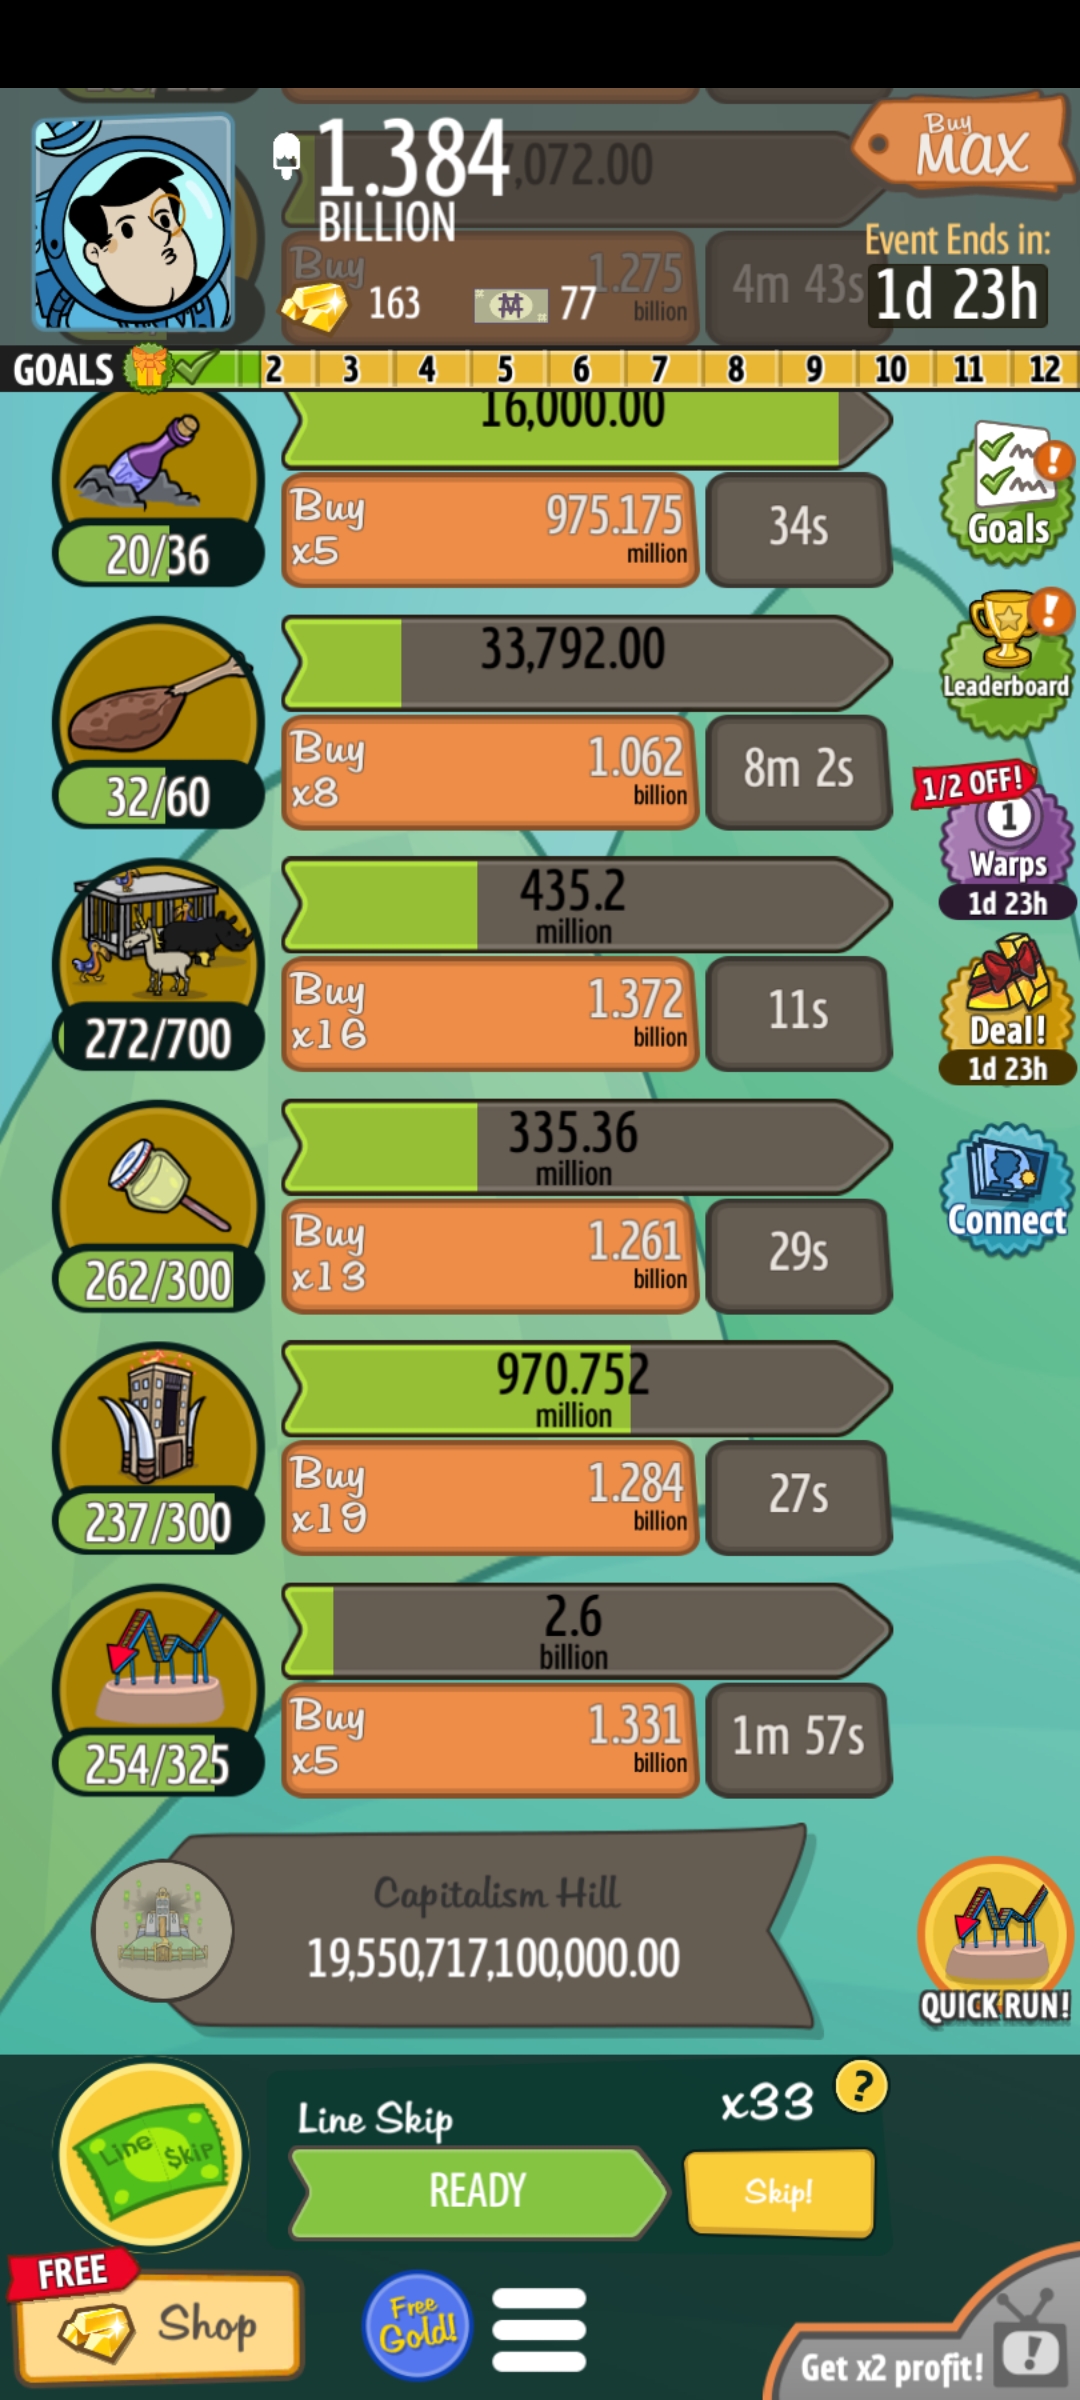 1.384
BILLION
,072.00
Buy
MAX
Buy
1.275
billion
4m 43s
163
77
Event Ends in:
1d 23h
GOALS 2 3 4 5 6 7 8 9 10 11 12
16,000.00
20/36
Buy
x5
975.175
million
34s
Goals
33,792.00
32/60
Buy
x8
1.062
billion
8m 2s
Leaderboard
1/2 OFF!
1
Warps
1d 23h
435.2
million
272/700
Buy
x16
1.372
billion
11s
Deal!
1d 23h
335.36
million
262/300
Buy
x13
1.261
billion
29s
Connect
970.752
million
237/300
Buy
x19
1.284
billion
27s
2.6
billion
254/325
Buy
x5
1.331
billion
1m 57s
Capitalism Hill
19,550,717,100,000.00
QUICK RUN!
Line $kip
Line Skip
x33
?
READY
Skip!
FREE
Shop
Free
Gold!
Get x2 profit!